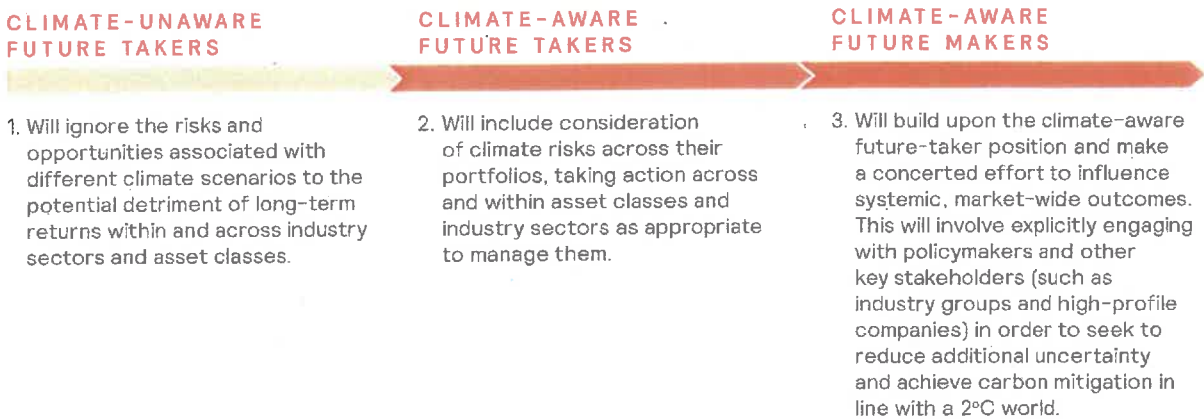 CLIMATE-UNAWARE
FUTURE TAKERS
1. Will ignore the risks and
opportunities associated with
different climate scenarios to the
potential detriment of long-term
returns within and across industry
sectors and asset classes.
CLIMATE-AWARE
FUTURE TAKERS
2. Will include consideration
of climate risks across their
portfolios, taking action across
and within asset classes and
industry sectors as appropriate
to manage them.
CLIMATE-AWARE
FUTURE MAKERS
3. Will build upon the climate-aware
future-taker position and make
a concerted effort to influence
systemic, market-wide outcomes.
This will involve explicitly engaging
with policymakers and other
key stakeholders (such as
industry groups and high-profile
companies) in order to seek to
reduce additional uncertainty
and achieve carbon mitigation in
line with a 2°C world.